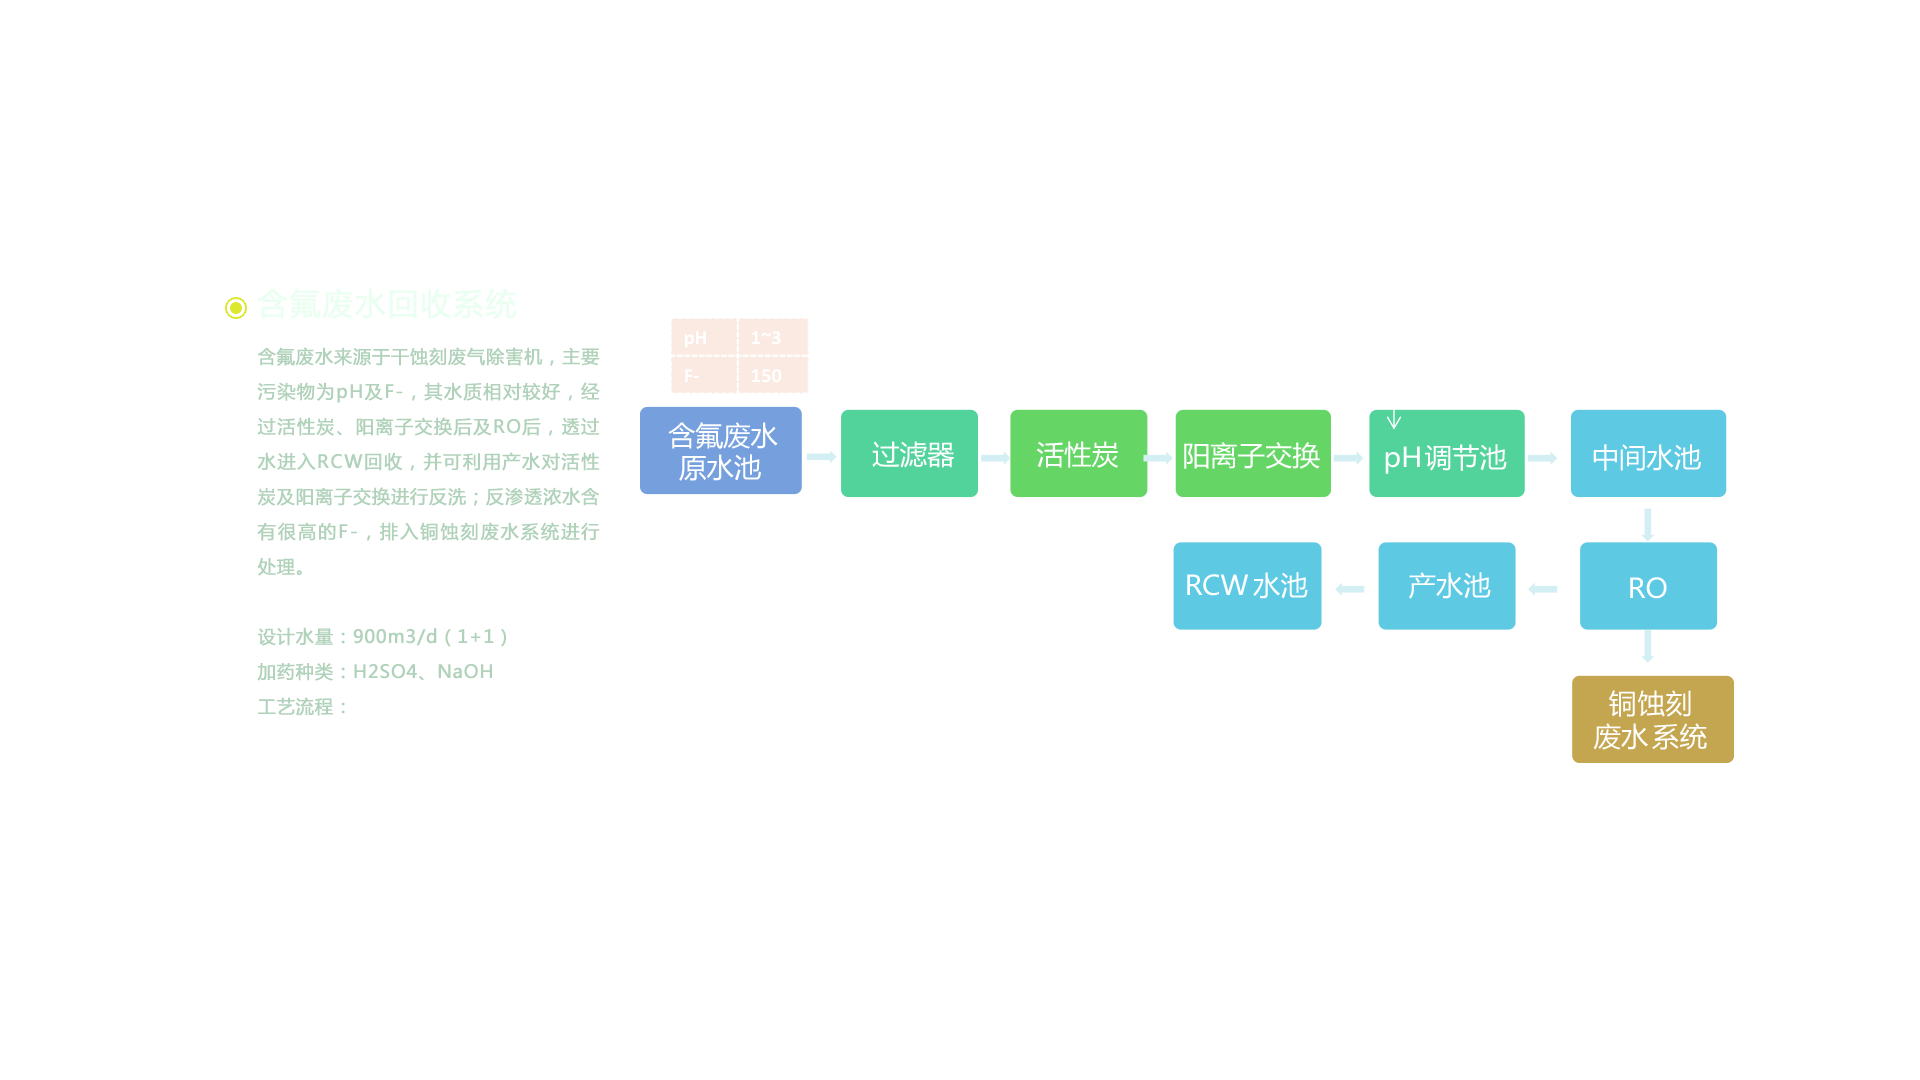 含氟废水回收系统
含氟废水来源于干蚀刻废气除害机，主要
污染物为pH及F-，其水质相对较好，经
过活性炭、阳离子交换后及RO后，透过
水进入RCW回收，并可利用产水对活性
炭及阳离子交换进行反洗；反渗透浓水含
有很高的F-，排入铜蚀刻废水系统进行
处理。
设计水量：900m3/d（1+1）
加药种类：H2SO4、NaOH
工艺流程：
pH 1~3
F- 150
含氟废水
原水池
过滤器
活性炭
阳离子交换
pH调节池
中间水池
RCW水池
产水池
RO
铜蚀刻
废水系统